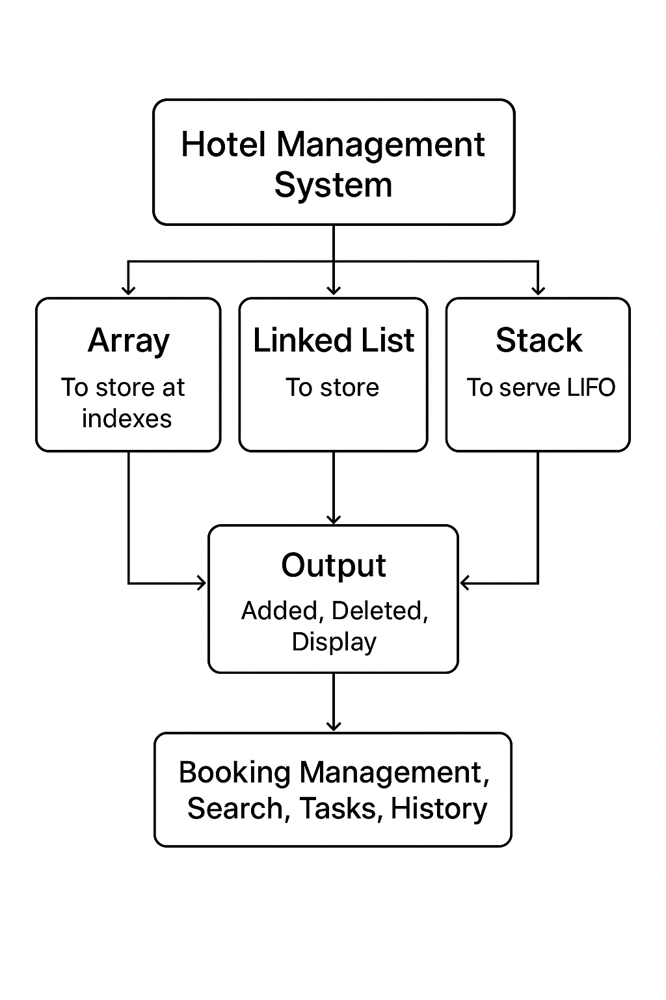 Hotel Management
System
Array
To store at
indexes
Linked List
To store
Stack
To serve LIFO
Output
Added, Deleted,
Display
Booking Management,
Search, Tasks, History